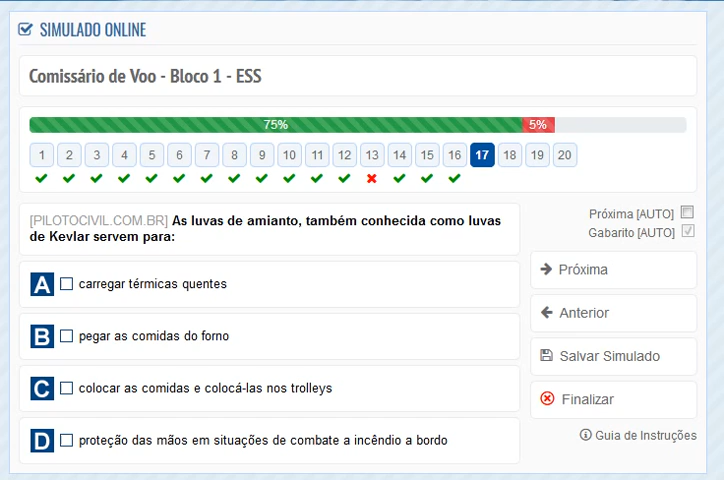 SIMULADO ONLINE
Comissário de Voo - Bloco 1 - ESS
75% 5%
1 2 3 4 5 6 7 8 9 10 11 12 13 14 15 16 17 18 19 20
[PILOTOCIVIL.COM.BR] As luvas de amianto, também conhecida como luvas
de Kevlar servem para:
Próxima [AUTO]
Gabarito [AUTO]
A carregar térmicas quentes
B pegar as comidas do forno
C colocar as comidas e colocá-las nos trolleys
D proteção das mãos em situações de combate a incêndio a bordo
Próxima
Anterior
Salvar Simulado
Finalizar
Guia de Instruções